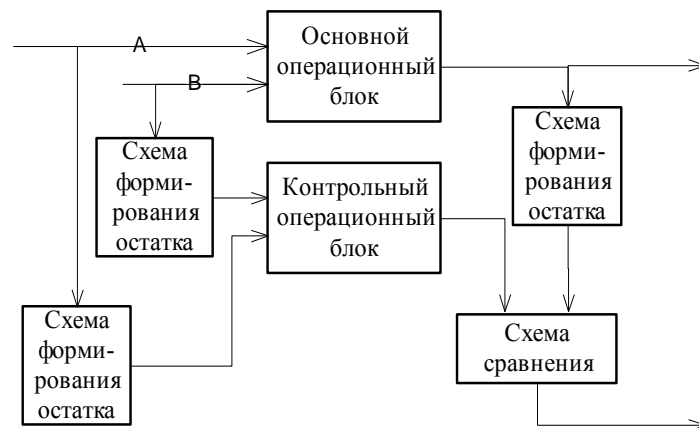 A
Основной
операционный
блок
B
Схема
форми-
рования
остатка
Контрольный
операционный
блок
Схема
форми-
рования
остатка
Схема
форми-
рования
остатка
Схема
сравнения